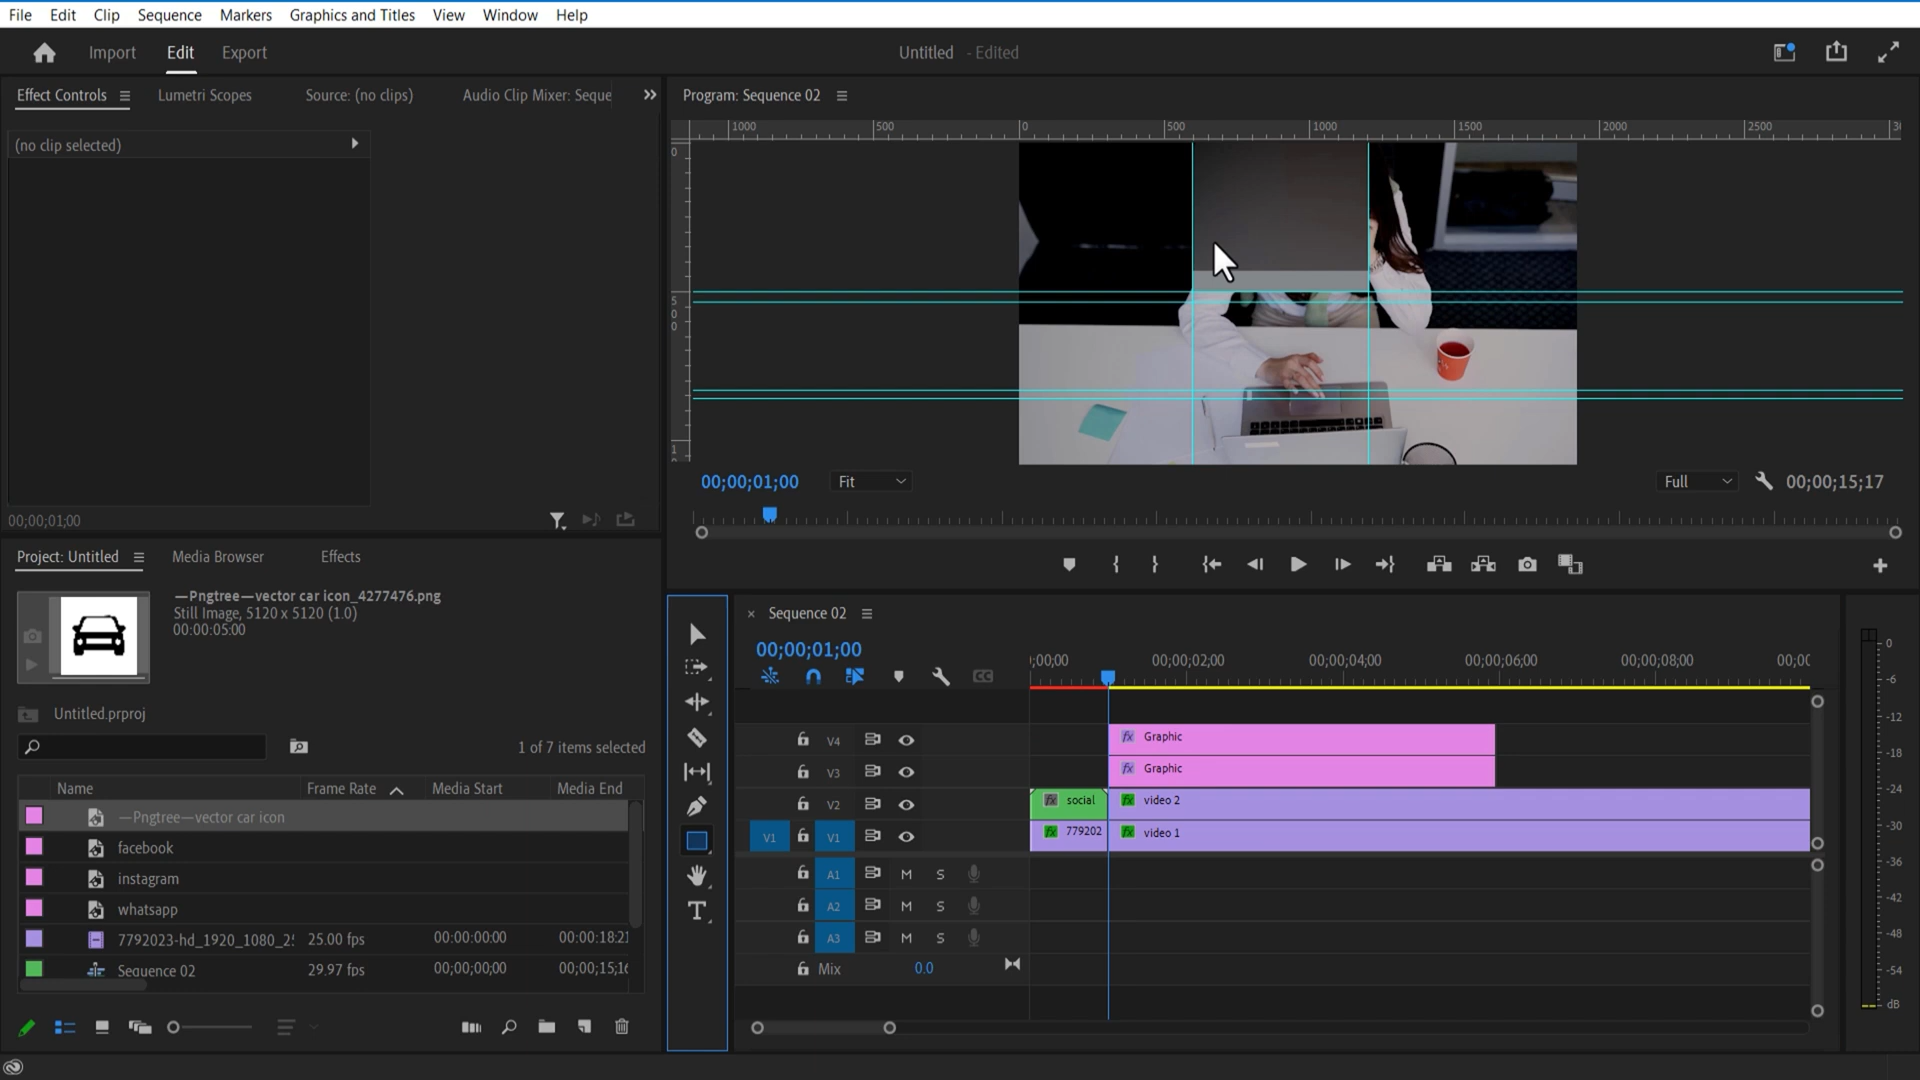 File Edit Clip Sequence Markers Graphics and Titles View Window Help
Import Edit Export Untitled - Edited
Effect Controls Lumetri Scopes Source: (no clips) Audio Clip Mixer: Seque
Program: Sequence 02
(no clip selected)
1000 500 0 500 1000 1500 2000 2500
0
500
00;00;01;00 Fit Full 00;00;15;17
00;00;01;00
Project: Untitled Media Browser Effects
—Pngtree—vector car icon_4277476.png
Still Image, 5120 x 5120 (1.0)
00:00:05:00
Untitled.prproj
1 of 7 items selected
Name Frame Rate Media Start Media End
—Pngtree—vector car icon
facebook
instagram
whatsapp
7792023-hd_1920_1080_2 25.00 fps 00:00:00:00 00:00:18:21
Sequence 02 29.97 fps 00;00;00;00 00;00;15;16
× Sequence 02
00;00;01;00
;00;00 00;00;02;00 00;00;04;00 00;00;06;00 00;00;08;00 00;00
V4 Graphic
V3 Graphic
V2 social video 2
V1 V1 779202 video 1
A1 M S
A2 M S
A3 M S
Mix 0.0
0
-6
-12
-18
-24
-30
-36
-42
-48
-54
dB